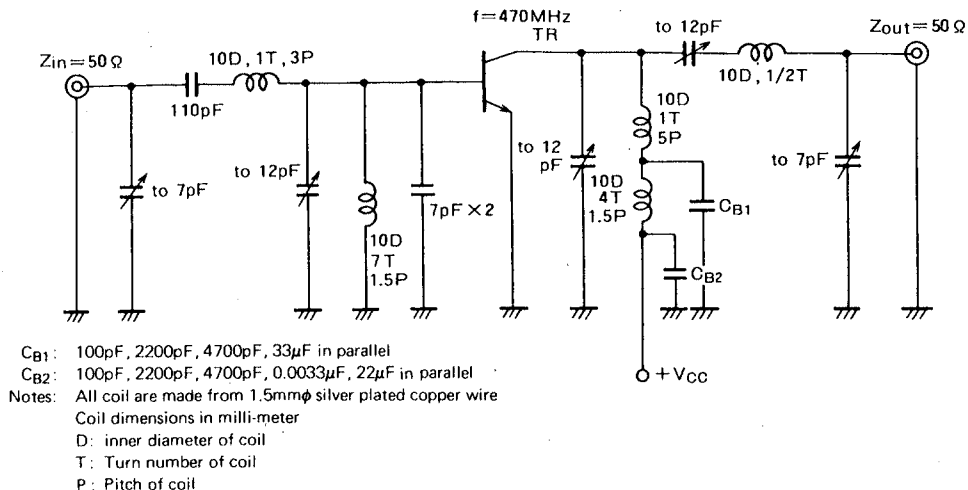 f=470MHz
TR
to 12pF
Zout=50Ω
Zin=50Ω
10D, 1T, 3P
10D, 1/2T
110pF
10D
1T
5P
to 7pF
to 12pF
7pF×2
to 12
pF
10D
4T
1.5P
CB1
to 7pF
10D
7T
1.5P
CB2
+VCC
CB1: 100pF, 2200pF, 4700pF, 33μF in parallel
CB2: 100pF, 2200pF, 4700pF, 0.0033μF, 22μF in parallel
Notes: All coil are made from 1.5mmϕ silver plated copper wire
Coil dimensions in milli-meter
D: inner diameter of coil
T: Turn number of coil
P: Pitch of coil